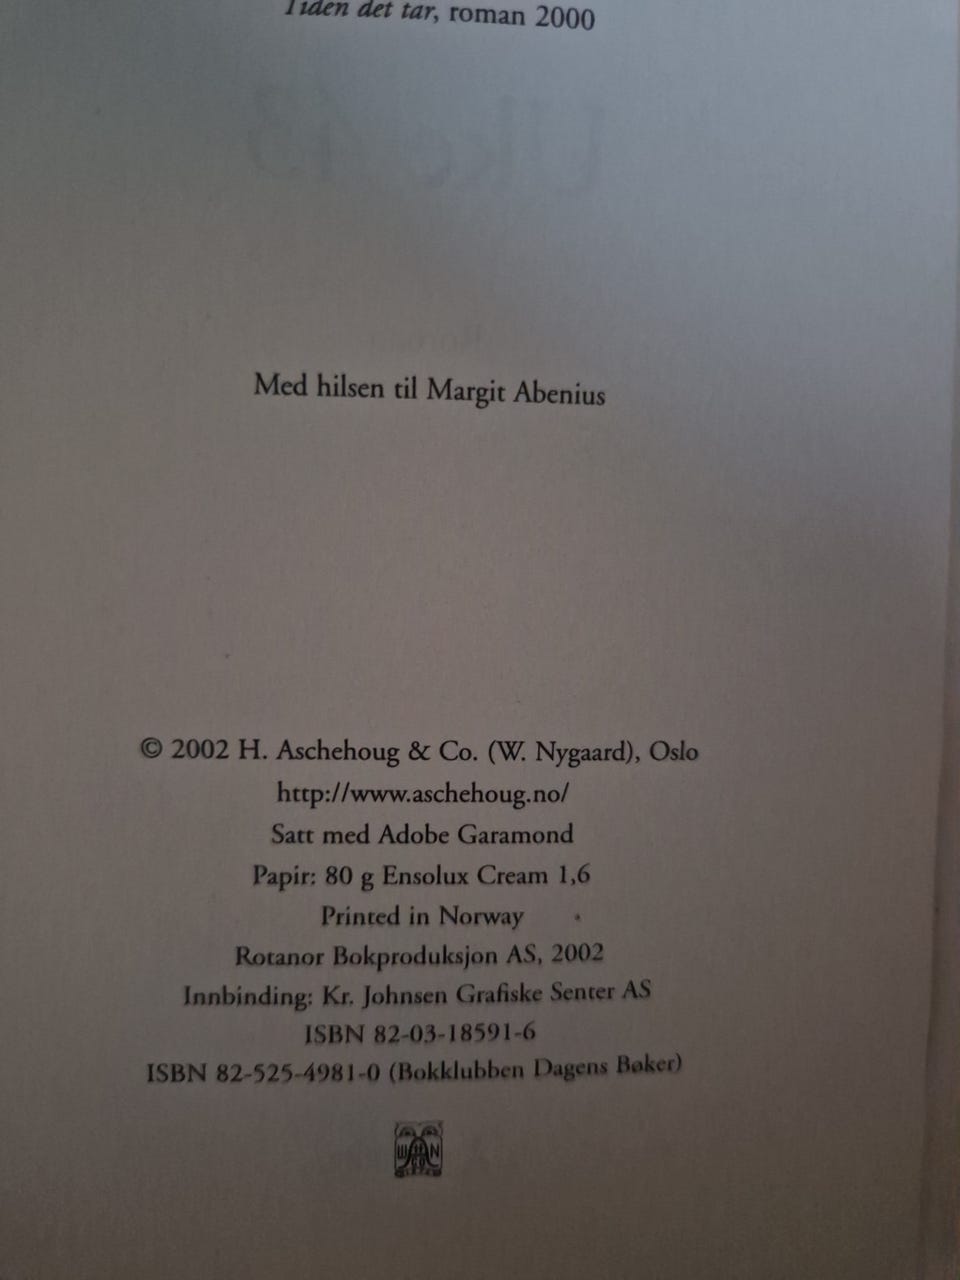 Tiden det tar, roman 2000
Med hilsen til Margit Abenius
© 2002 H. Aschehoug & Co. (W. Nygaard), Oslo
http://www.aschehoug.no/
Satt med Adobe Garamond
Papir: 80 g Ensolux Cream 1,6
Printed in Norway
Rotanor Bokproduksjon AS, 2002
Innbinding: Kr. Johnsen Grafiske Senter AS
ISBN 82-03-18591-6
ISBN 82-525-4981-0 (Bokklubben Dagens Bøker)